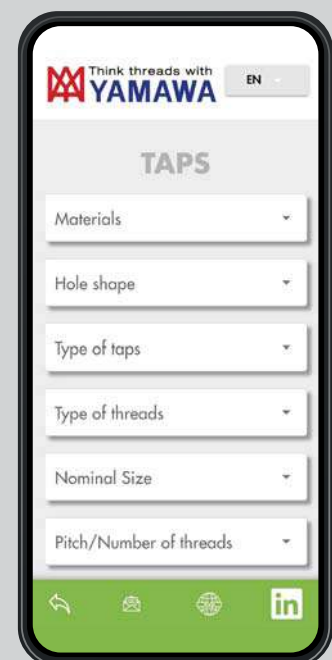 Think threads with
YAMAWA
EN
TAPS
Materials
Hole shape
Type of taps
Type of threads
Nominal Size
Pitch/Number of threads
in